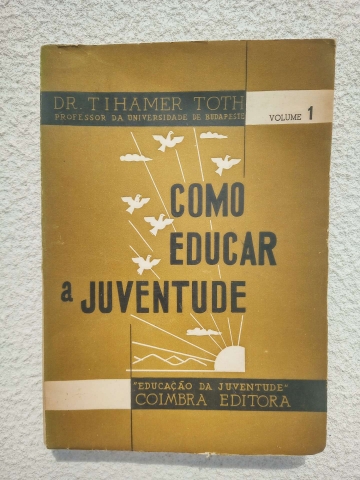 DR. TIHAMER TOTH
PROFESSOR DA UNIVERSIDADE DE BUDAPESTE
VOLUME 1
COMO
EDUCAR
a JUVENTUDE
"EDUCAÇÃO DA JUVENTUDE"
COIMBRA EDITORA